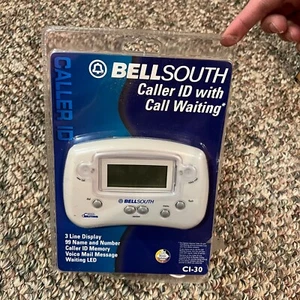 CALLER ID
BELLSOUTH
Caller ID with
Call Waiting*
BELLSOUTH
3 Line Display
99 Name and Number
Caller ID Memory
Voice Mail Message
Waiting LED
CI-30